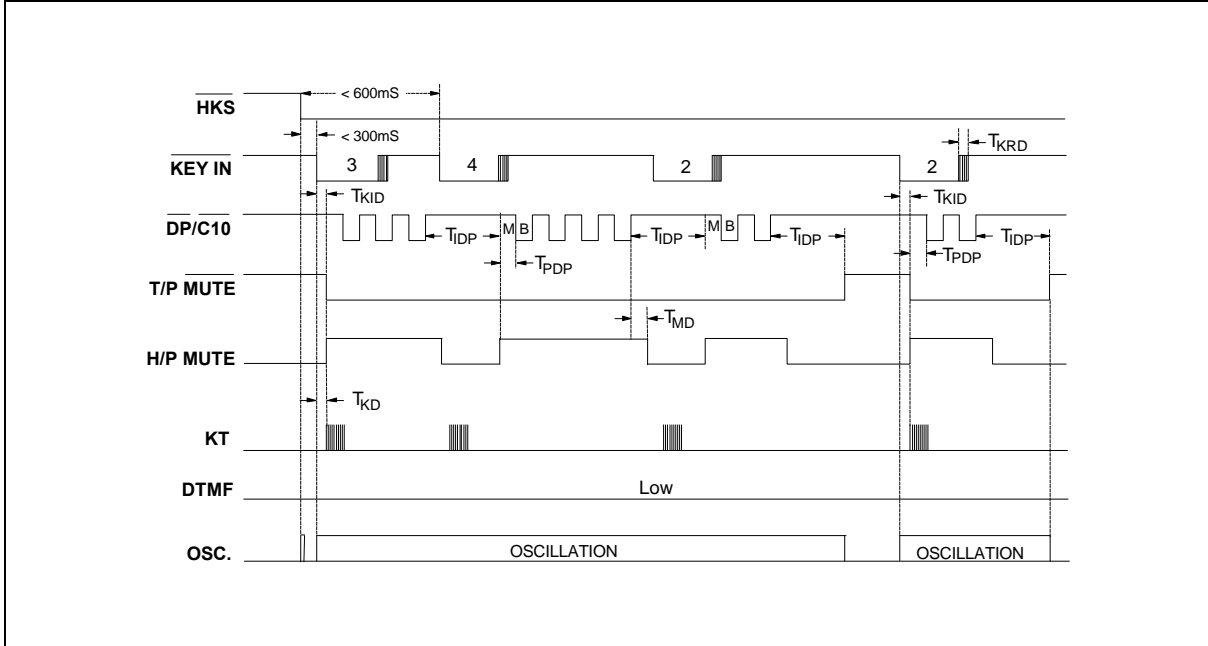 HKS
< 600mS
< 300mS
TKRD
KEY IN
3
4
2
2
TKID
TKID
DP/C10
TIDP
M B
TIDP
M B
TIDP
TIDP
TPDP
TPDP
T/P MUTE
TMD
H/P MUTE
TKD
KT
DTMF
Low
OSC.
OSCILLATION
OSCILLATION